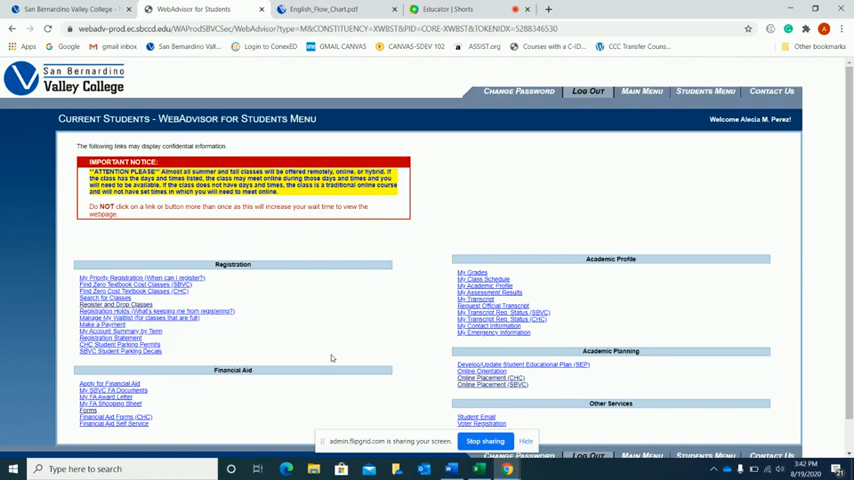 San Bernardino Valley College -
WebAdvisor for Students
English_Flow_Chart.pdf
Educator | Shorts
webadv-prod.ec.sbccd.edu/WAProdSBVCSec/WebAdvisor?type=M&CONSTITUENCY=XWBST&PID=CORE-XWBST&TOKENIDX=5288346530
Apps
Google
gmail inbox
San Bernardino Val...
Login to ConexED
GMAIL CANVAS
CANVAS-SDEV 102
ASSIST.org
Courses with a C-ID...
CCC Transfer Coun...
Other bookmarks
San Bernardino
Valley College
CHANGE PASSWORD
LOG OUT
MAIN MENU
STUDENTS MENU
CONTACT US
CURRENT STUDENTS - WEBADVISOR FOR STUDENTS MENU
Welcome Alecia M. Perez!
The following links may display confidential information.
IMPORTANT NOTICE:
**ATTENTION PLEASE** Almost all summer and fall classes will be offered remotely, online, or hybrid. If
the class has the days and times listed, the class may meet online during those days and times and you
will need to be available. If the class does not have days and times, the class is a traditional online course
and will not have set times in which you will need to meet online.
Do NOT click on a link or button more than once as this will increase your wait time to view the
webpage.
Registration
My Priority Registration (When can I register?)
Find Zero Textbook Cost Classes (SBVC)
Find Zero Cost Textbook Classes (CHC)
Search for Classes
Register and Drop Classes
Registration Holds (What's keeping me from registering?)
Manage My Waitlist (for classes that are full)
Make a Payment
My Account Summary by Term
Registration Statement
CHC Student Parking Permits
SBVC Student Parking Decals
Financial Aid
Apply for Financial Aid
My SBVC FA Documents
My FA Award Letter
My FA Shopping Sheet
Forms
Financial Aid Forms (CHC)
Financial Aid Self Service
Academic Profile
My Grades
My Class Schedule
My Academic Profile
My Assessment Results
My Transcript
Request Official Transcript
My Transcript Req. Status (SBVC)
My Transcript Req. Status (CHC)
My Contact Information
My Emergency Information
Academic Planning
Develop/Update Student Educational Plan (SEP)
Online Orientation
Online Placement (CHC)
Online Placement (SBVC)
Other Services
Student Email
Voter Registration
admin.flipgrid.com is sharing your screen.
Stop sharing
Hide
LOG OUT
MAIN MENU
STUDENTS MENU
CONTACT US
Type here to search
3:42 PM
8/19/2020
21